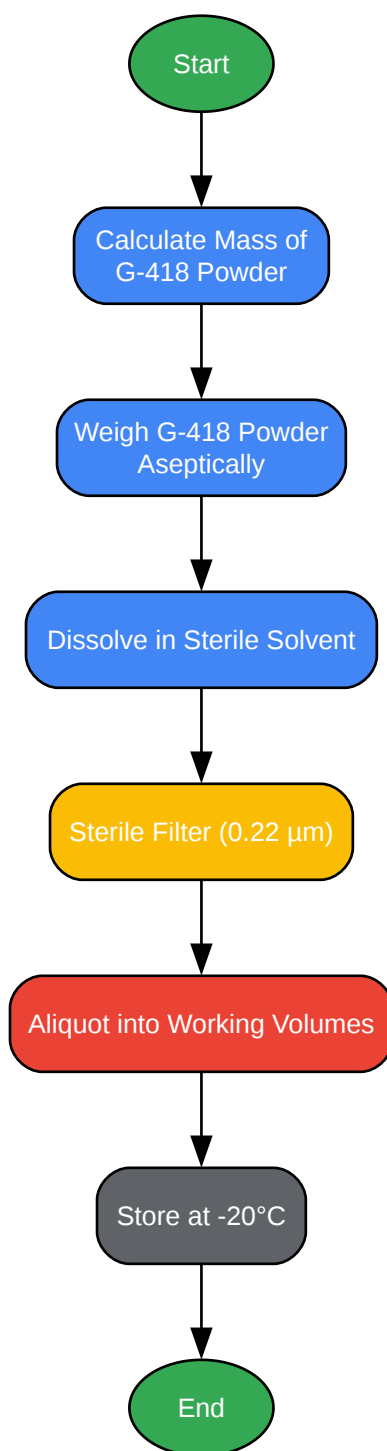 Start
Calculate Mass of
G-418 Powder
Weigh G-418 Powder
Aseptically
Dissolve in Sterile Solvent
Sterile Filter (0.22 µm)
Aliquot into Working Volumes
Store at -20°C
End